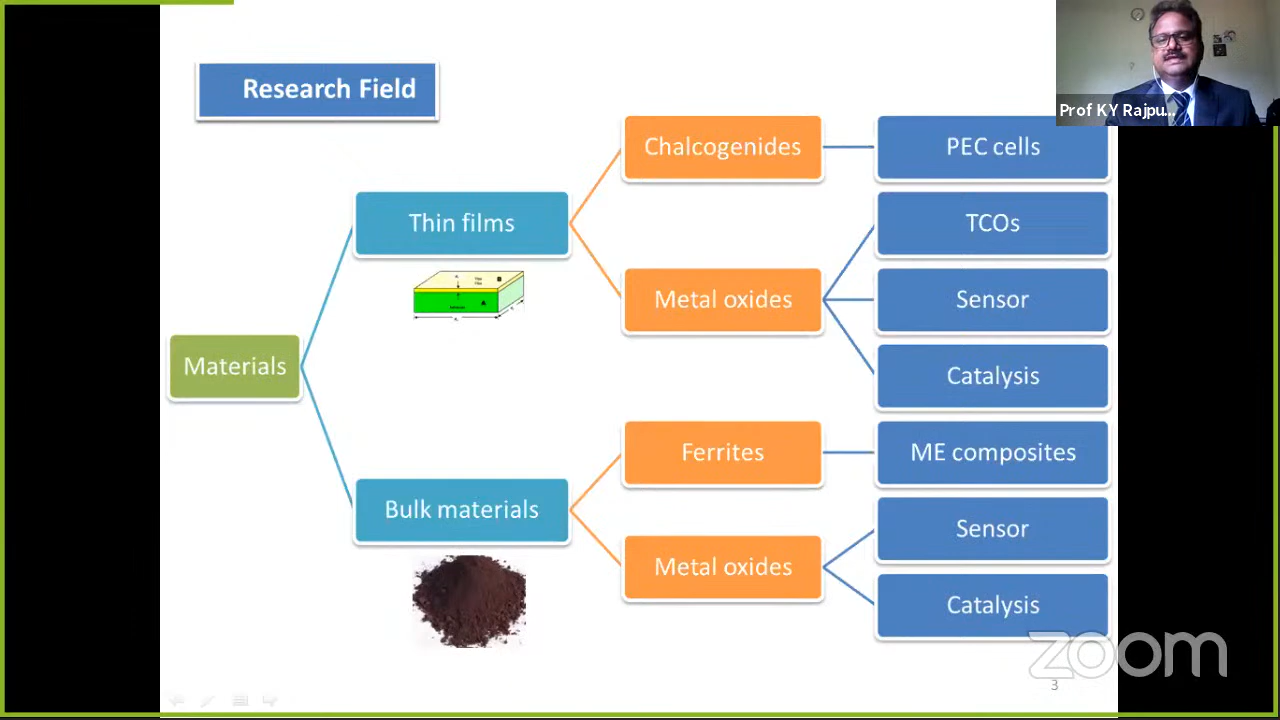 Research Field
Prof KY Rajpu...
Chalcogenides
PEC cells
Thin films
TCOs
Metal oxides
Sensor
Materials
Catalysis
Ferrites
ME composites
Bulk materials
Sensor
Metal oxides
Catalysis
zoom
3